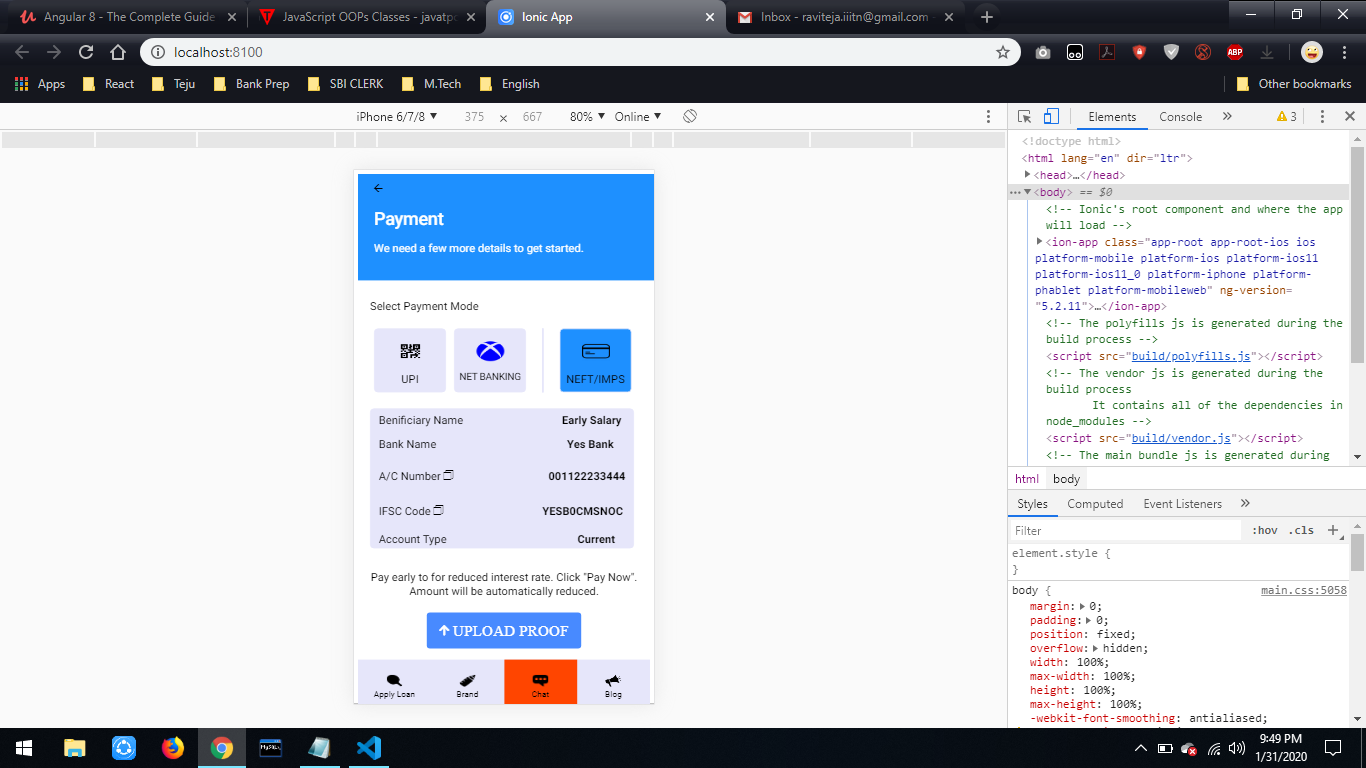 Angular 8 - The Complete Guide
JavaScript OOPs Classes - javatpo
Ionic App
Inbox - raviteja.iiitn@gmail.com -
localhost:8100
ABP
Apps React Teju Bank Prep SBI CLERK M.Tech English Other bookmarks
iPhone 6/7/8 ▼ 375 × 667 80% ▼ Online ▼
Payment
We need a few more details to get started.
Select Payment Mode
UPI
NET BANKING
NEFT/IMPS
Benificiary Name Early Salary
Bank Name Yes Bank
A/C Number 001122233444
IFSC Code YESB0CMSNOC
Account Type Current
Pay early to for reduced interest rate. Click "Pay Now".
Amount will be automatically reduced.
UPLOAD PROOF
Apply Loan Brand Chat Blog
Elements Console » 3
<!doctype html>
<html lang="en" dir="ltr">
<head>…</head>
<body> == $0
<!-- Ionic's root component and where the app
will load -->
<ion-app class="app-root app-root-ios ios
platform-mobile platform-ios platform-ios11
platform-ios11_0 platform-iphone platform-
phablet platform-mobileweb" ng-version=
"5.2.11">…</ion-app>
<!-- The polyfills js is generated during the
build process -->
<script src="build/polyfills.js"></script>
<!-- The vendor js is generated during the
build process
It contains all of the dependencies in
node_modules -->
<script src="build/vendor.js"></script>
<!-- The main bundle js is generated during
html body
Styles Computed Event Listeners »
Filter :hov .cls +
element.style {
}
body { main.css:5058
margin: 0;
padding: 0;
position: fixed;
overflow: hidden;
width: 100%;
max-width: 100%;
height: 100%;
max-height: 100%;
-webkit-font-smoothing: antialiased;
MySQL
9:49 PM
1/31/2020